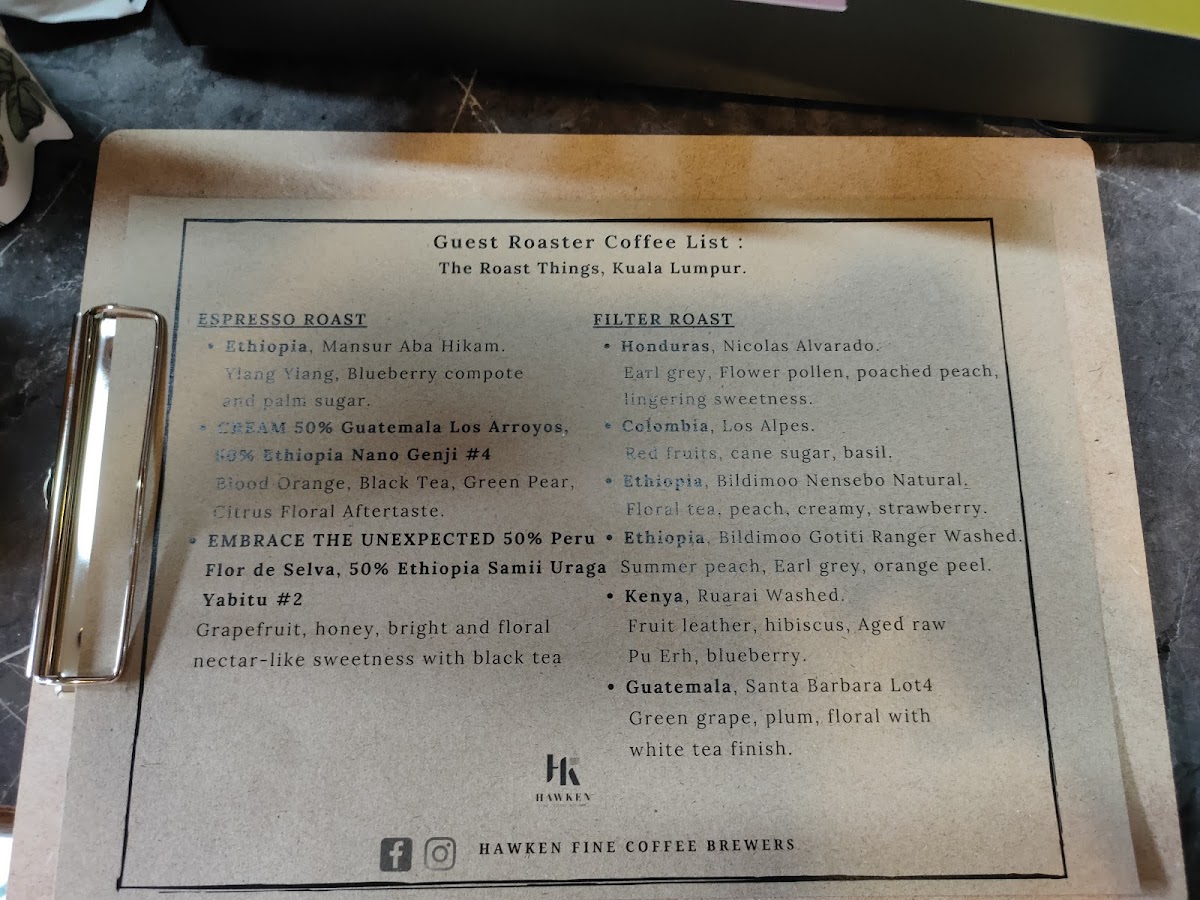 Guest Roaster Coffee List :
The Roast Things, Kuala Lumpur.
ESPRESSO ROAST
• Ethiopia, Mansur Aba Hikam.
Ylang Ylang, Blueberry compote
and palm sugar.
• CREAM 50% Guatemala Los Arroyos,
50% Ethiopia Nano Genji #4
Blood Orange, Black Tea, Green Pear,
Citrus Floral Aftertaste.
• EMBRACE THE UNEXPECTED 50% Peru
Flor de Selva, 50% Ethiopia Samii Uraga
Yabitu #2
Grapefruit, honey, bright and floral
nectar-like sweetness with black tea
FILTER ROAST
• Honduras, Nicolas Alvarado.
Earl grey, Flower pollen, poached peach,
lingering sweetness.
• Colombia, Los Alpes.
Red fruits, cane sugar, basil.
• Ethiopia, Bildimoo Nensebo Natural.
Floral tea, peach, creamy, strawberry.
• Ethiopia, Bildimoo Gotiti Ranger Washed.
Summer peach, Earl grey, orange peel.
• Kenya, Ruarai Washed.
Fruit leather, hibiscus, Aged raw
Pu Erh, blueberry.
• Guatemala, Santa Barbara Lot4
Green grape, plum, floral with
white tea finish.
HAWKEN
HAWKEN FINE COFFEE BREWERS